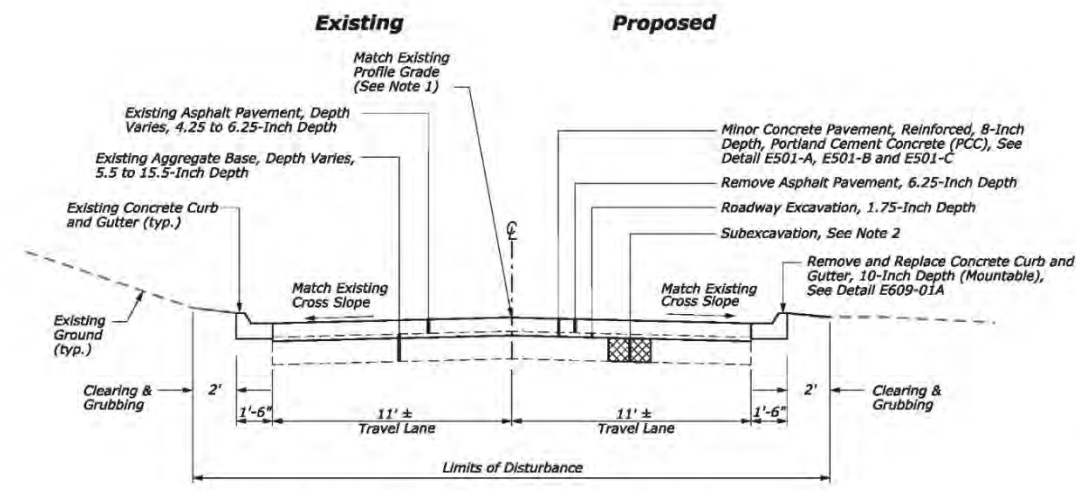 Existing
Proposed
Match Existing
Profile Grade
(See Note 1)
Existing Asphalt Pavement, Depth
Varies, 4.25 to 6.25-Inch Depth
Existing Aggregate Base, Depth Varies,
5.5 to 15.5-Inch Depth
Existing Concrete Curb
and Gutter (typ.)
Minor Concrete Pavement, Reinforced, 8-Inch
Depth, Portland Cement Concrete (PCC), See
Detail E501-A, E501-B and E501-C
Remove Asphalt Pavement, 6.25-Inch Depth
Roadway Excavation, 1.75-Inch Depth
Subexcavation, See Note 2
Remove and Replace Concrete Curb and
Gutter, 10-Inch Depth (Mountable),
See Detail E609-01A
℄
Match Existing
Cross Slope
Match Existing
Cross Slope
Existing
Ground
(typ.)
Clearing &
Grubbing
2'
1'-6"
11' ±
Travel Lane
11' ±
Travel Lane
1'-6"
2'
Clearing &
Grubbing
Limits of Disturbance